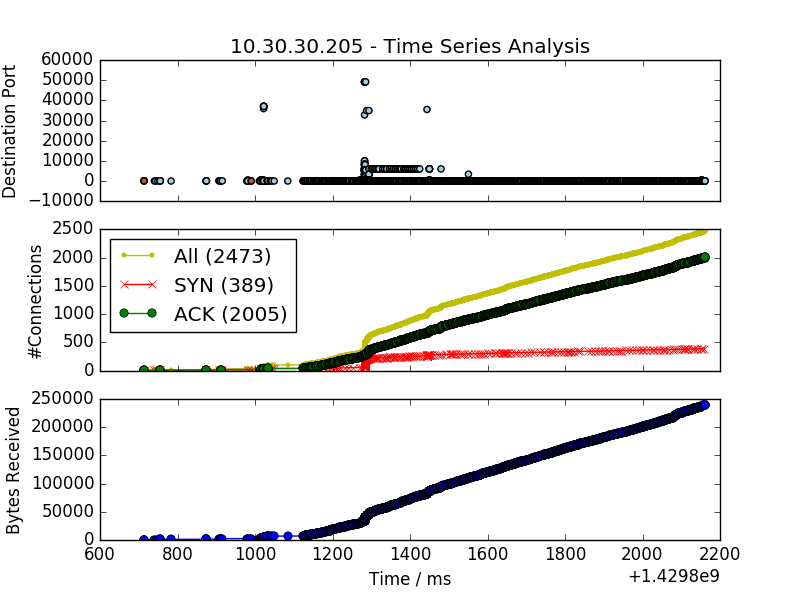 10.30.30.205 - Time Series Analysis
Destination Port
60000
50000
40000
30000
20000
10000
0
−10000
#Connections
2500
2000
1500
1000
500
0
All (2473)
SYN (389)
ACK (2005)
Bytes Received
250000
200000
150000
100000
50000
0
600 800 1000 1200 1400 1600 1800 2000 2200
Time / ms
+1.4298e9